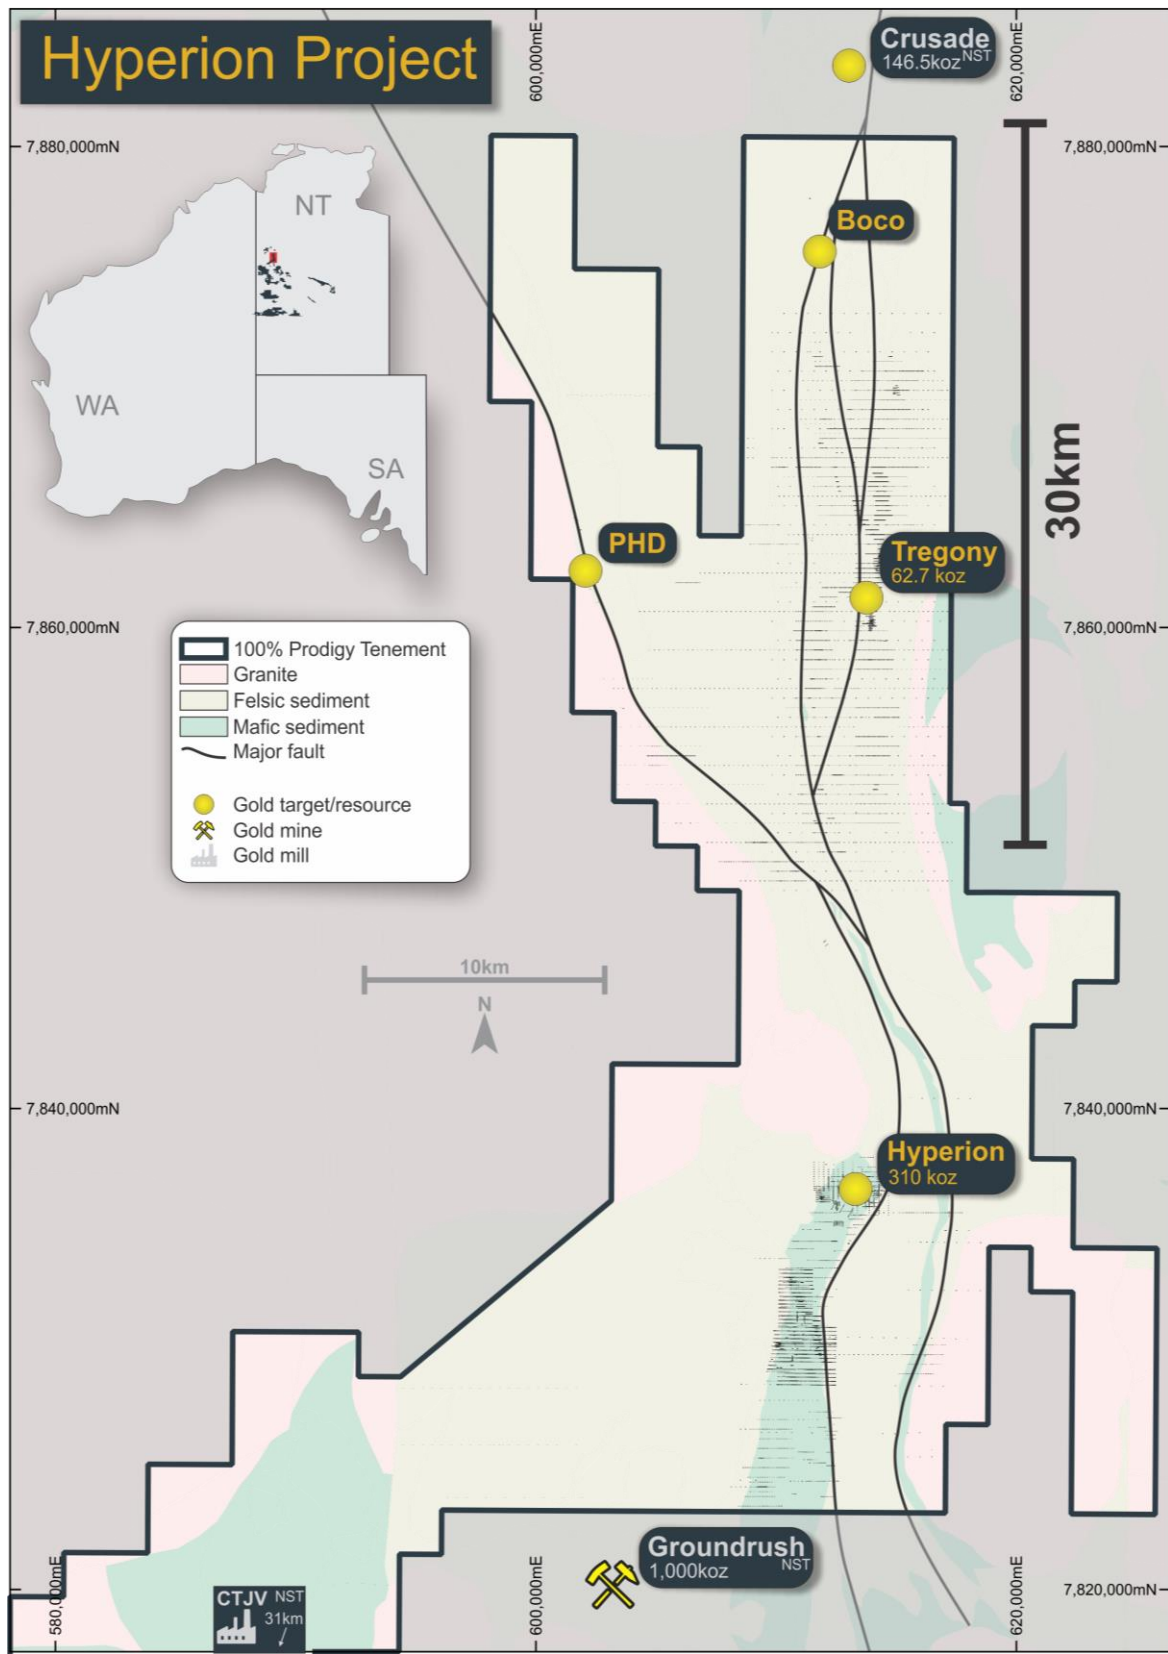 Hyperion Project
600,000mE
620,000mE
Crusade
146.5koz NST
7,880,000mN
7,880,000mN
NT
WA
SA
Boco
30km
PHD
Tregony
62.7 koz
7,860,000mN
7,860,000mN
100% Prodigy Tenement
Granite
Felsic sediment
Mafic sediment
Major fault
Gold target/resource
Gold mine
Gold mill
10km
N
7,840,000mN
7,840,000mN
Hyperion
310 koz
Groundrush
1,000koz NST
CTJV NST
31km
580,000mE
600,000mE
620,000mE
7,820,000mN